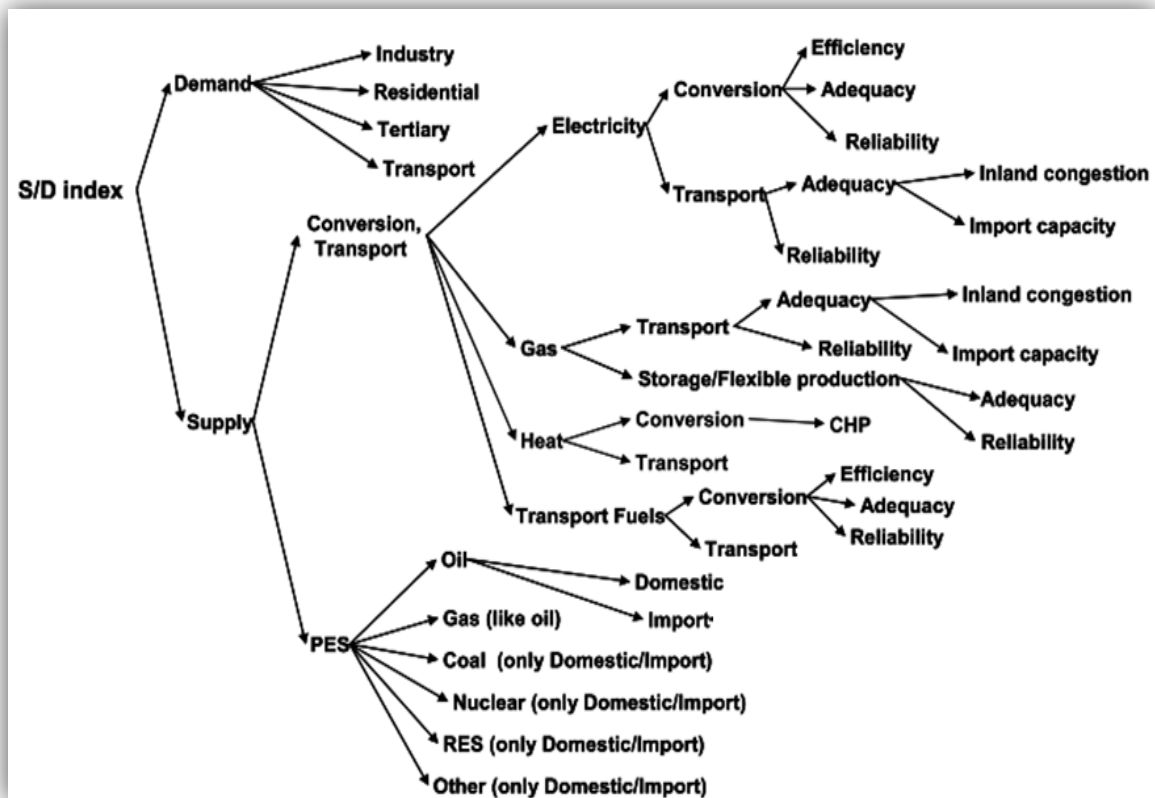 S/D index
Demand
Industry
Residential
Tertiary
Transport
Supply
Conversion,
Transport
Electricity
Conversion
Efficiency
Adequacy
Reliability
Transport
Adequacy
Inland congestion
Import capacity
Reliability
Gas
Transport
Adequacy
Inland congestion
Import capacity
Reliability
Storage/Flexible production
Adequacy
Reliability
Heat
Conversion
CHP
Transport
Transport Fuels
Conversion
Efficiency
Adequacy
Reliability
Transport
PES
Oil
Domestic
Import
Gas (like oil)
Coal (only Domestic/Import)
Nuclear (only Domestic/Import)
RES (only Domestic/Import)
Other (only Domestic/Import)